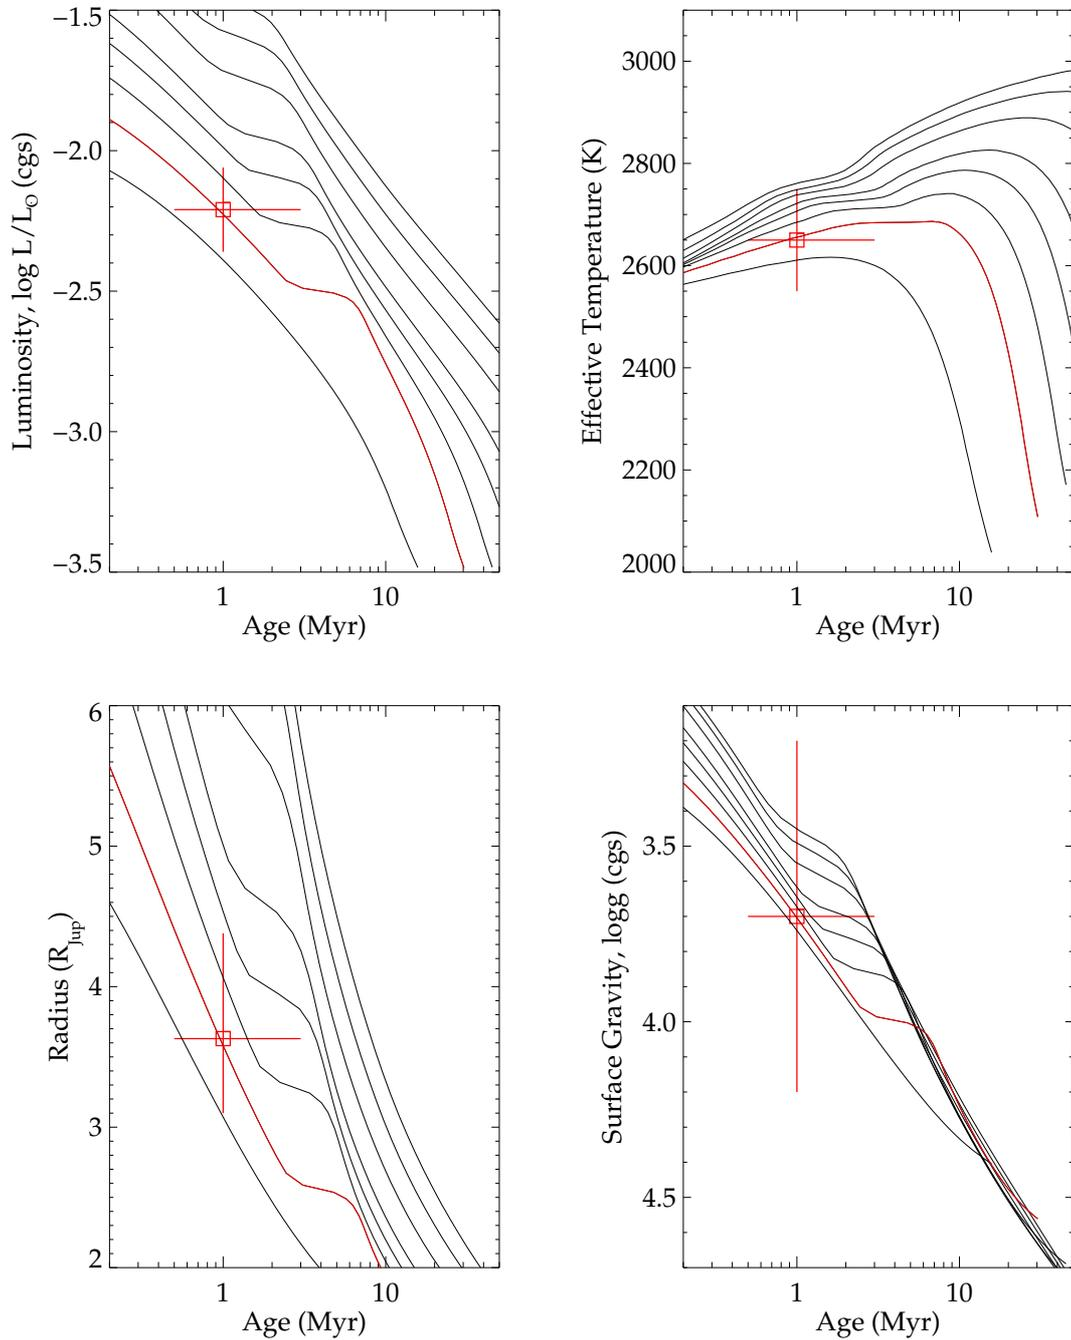 −1.5
−2.0
−2.5
−3.0
−3.5
Luminosity, log L/L⊙ (cgs)
1 10
Age (Myr)
3000
2800
2600
2400
2200
2000
Effective Temperature (K)
1 10
Age (Myr)
6
5
4
3
2
Radius (RJup)
1 10
Age (Myr)
3.5
4.0
4.5
Surface Gravity, logg (cgs)
1 10
Age (Myr)